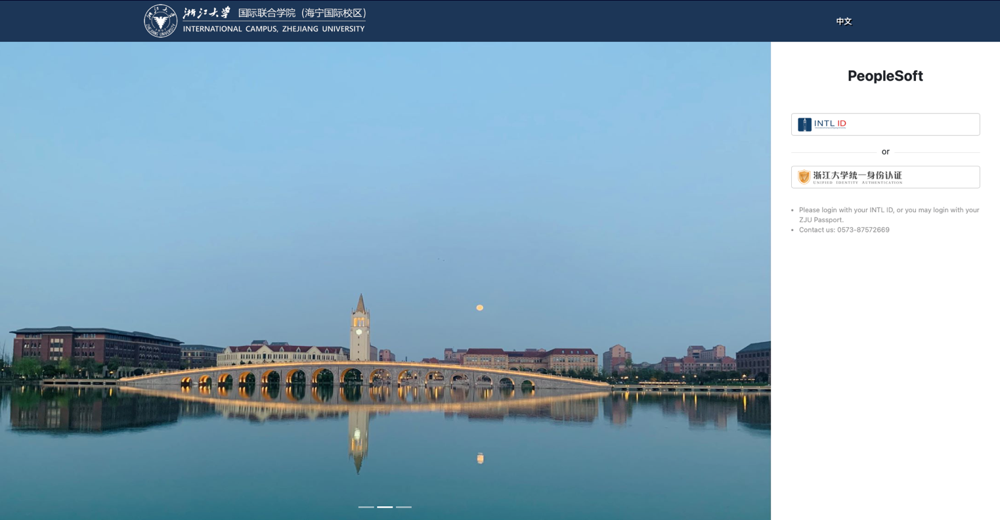 浙江大学 国际联合学院（海宁国际校区）
INTERNATIONAL CAMPUS, ZHEJIANG UNIVERSITY
中文
PeopleSoft
INTL ID
or
浙江大学统一身份认证
UNIFIED IDENTITY AUTHENTICATION
Please login with your INTL ID, or you may login with your
ZJU Passport.
Contact us: 0573-87572669